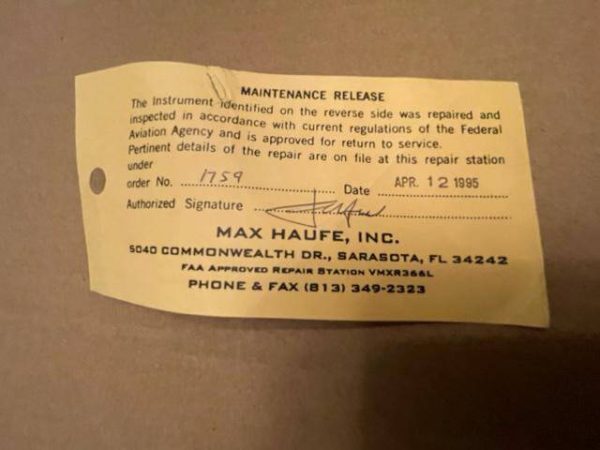 MAINTENANCE RELEASE
The Instrument identified on the reverse side was repaired and
inspected in accordance with current regulations of the Federal
Aviation Agency and is approved for return to service.
Pertinent details of the repair are on file at this repair station
under
order No. 1759 Date APR. 12 1995
Authorized Signature
MAX HAUFE, INC.
5040 COMMONWEALTH DR., SARASOTA, FL 34242
FAA APPROVED REPAIR STATION VMXR366L
PHONE & FAX (813) 349-2323